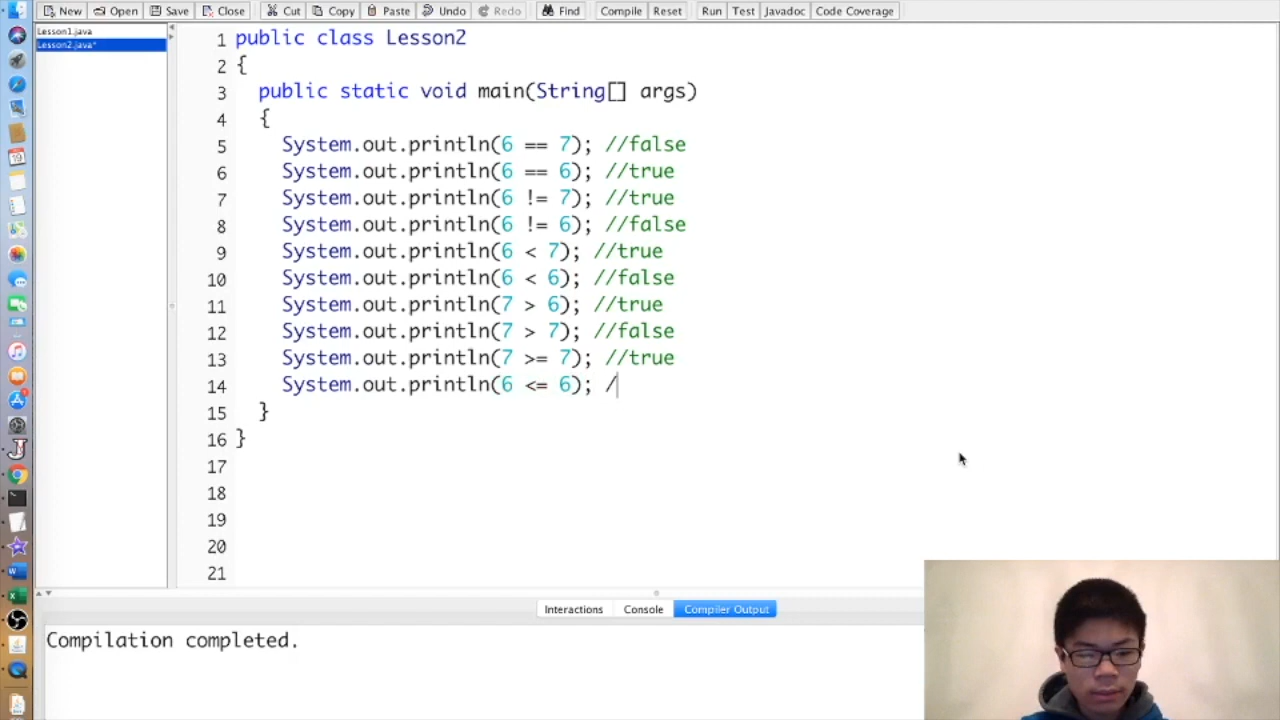 New Open Save Close Cut Copy Paste Undo Redo Find Compile Reset Run Test Javadoc Code Coverage
Lesson1.java
Lesson2.java*
1 public class Lesson2
2 {
3 public static void main(String[] args)
4 {
5 System.out.println(6 == 7); //false
6 System.out.println(6 == 6); //true
7 System.out.println(6 != 7); //true
8 System.out.println(6 != 6); //false
9 System.out.println(6 < 7); //true
10 System.out.println(6 < 6); //false
11 System.out.println(7 > 6); //true
12 System.out.println(7 > 7); //false
13 System.out.println(7 >= 7); //true
14 System.out.println(6 <= 6); /
15 }
16 }
17
18
19
20
21
Interactions Console Compiler Output
Compilation completed.